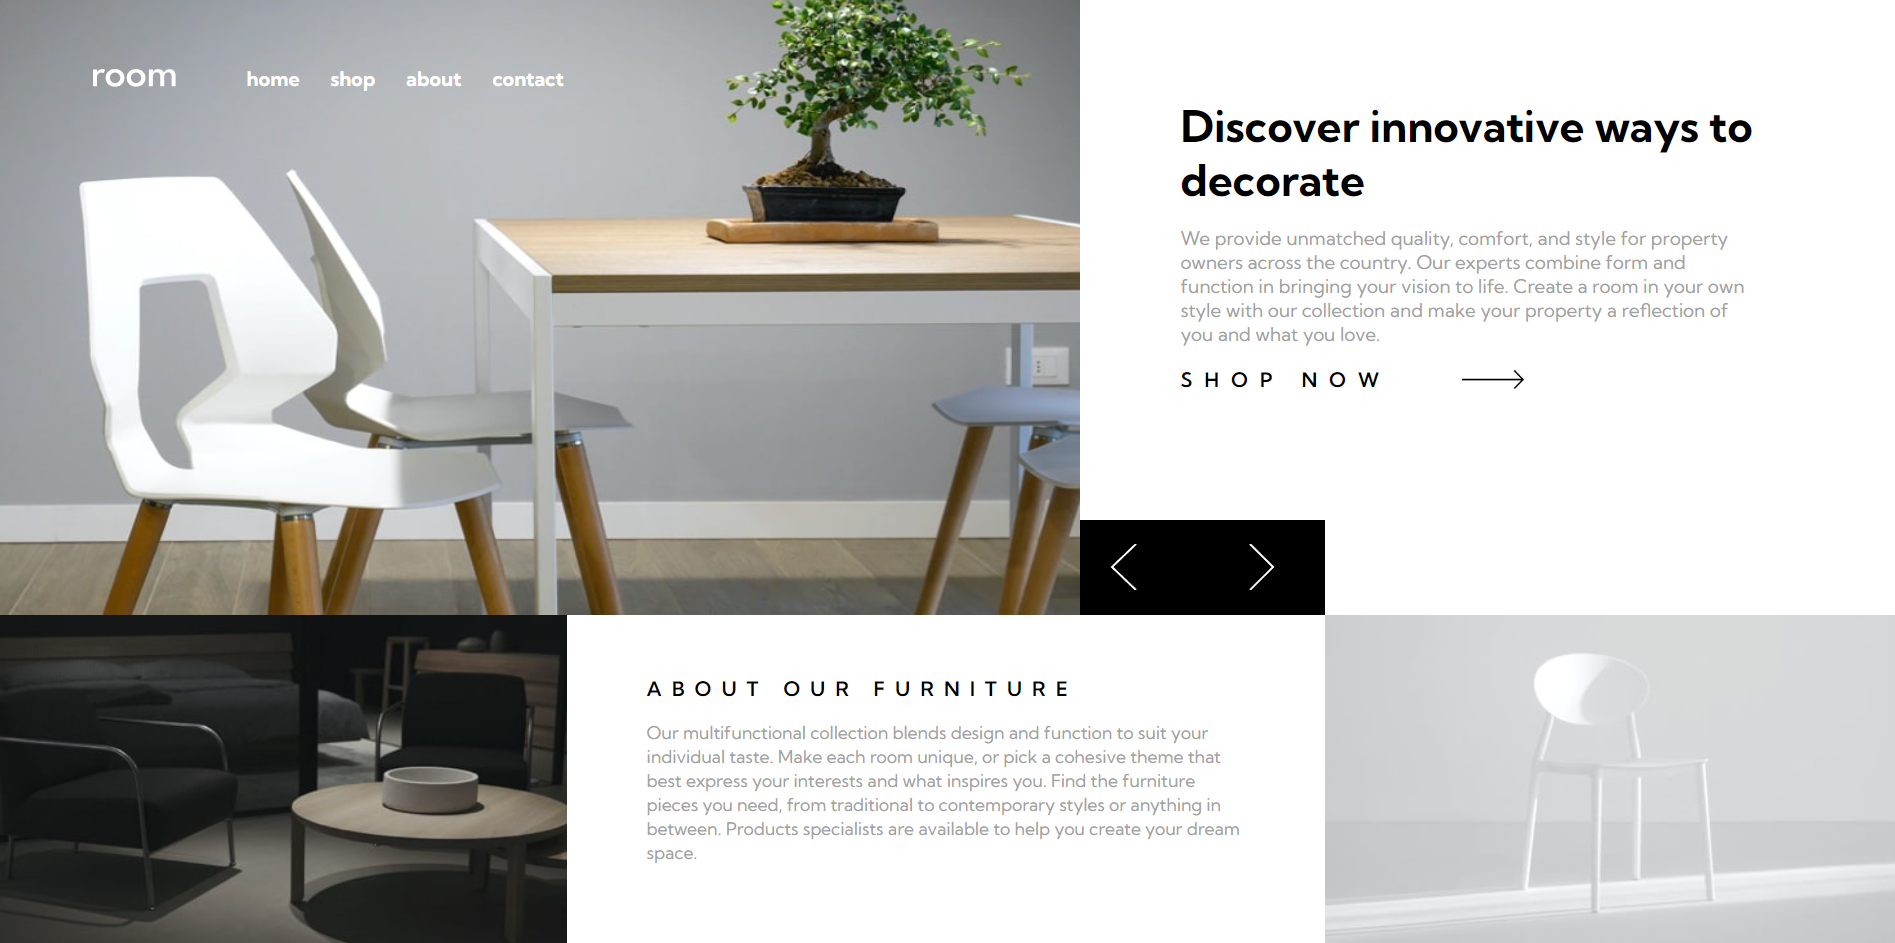 room
home shop about contact
Discover innovative ways to
decorate
We provide unmatched quality, comfort, and style for property
owners across the country. Our experts combine form and
function in bringing your vision to life. Create a room in your own
style with our collection and make your property a reflection of
you and what you love.
SHOP NOW
ABOUT OUR FURNITURE
Our multifunctional collection blends design and function to suit your
individual taste. Make each room unique, or pick a cohesive theme that
best express your interests and what inspires you. Find the furniture
pieces you need, from traditional to contemporary styles or anything in
between. Products specialists are available to help you create your dream
space.